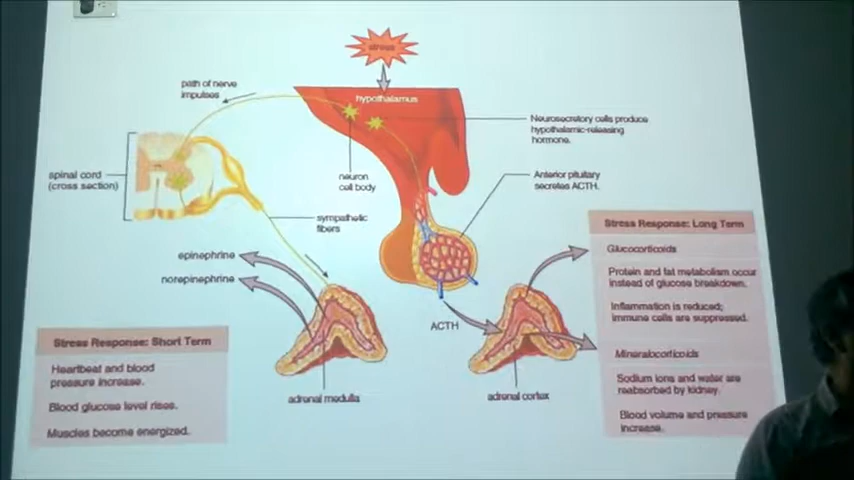 stress
path of nerve
impulses
hypothalamus
Neurosecretory cells produce
hypothalamic-releasing
hormone.
spinal cord
(cross section)
neuron
cell body
Anterior pituitary
secretes ACTH.
sympathetic
fibers
epinephrine
norepinephrine
ACTH
adrenal medulla
adrenal cortex
Stress Response: Short Term
Heartbeat and blood
pressure increase.
Blood glucose level rises.
Muscles become energized.
Stress Response: Long Term
Glucocorticoids
Protein and fat metabolism occur
instead of glucose breakdown.
Inflammation is reduced;
immune cells are suppressed.
Mineralocorticoids
Sodium ions and water are
reabsorbed by kidney.
Blood volume and pressure
increase.